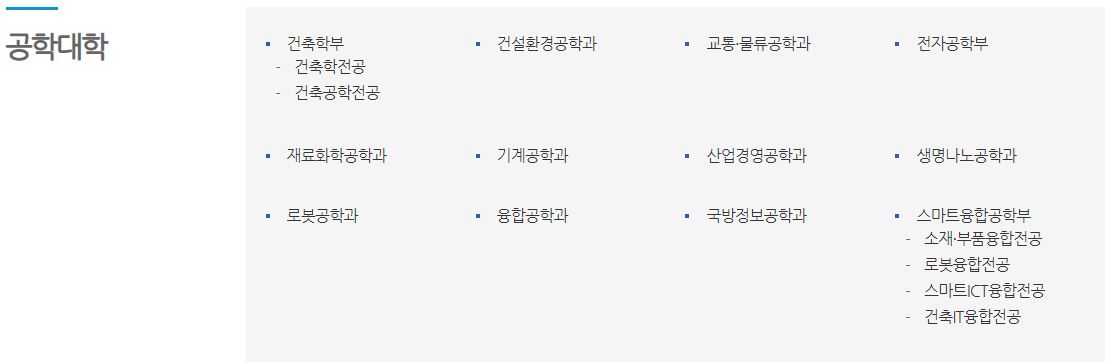 공학대학
건축학부
- 건축학전공
- 건축공학전공
건설환경공학과
교통·물류공학과
전자공학부
재료화학공학과
기계공학과
산업경영공학과
생명나노공학과
로봇공학과
융합공학과
국방정보공학과
스마트융합공학부
- 소재·부품융합전공
- 로봇융합전공
- 스마트ICT융합전공
- 건축IT융합전공